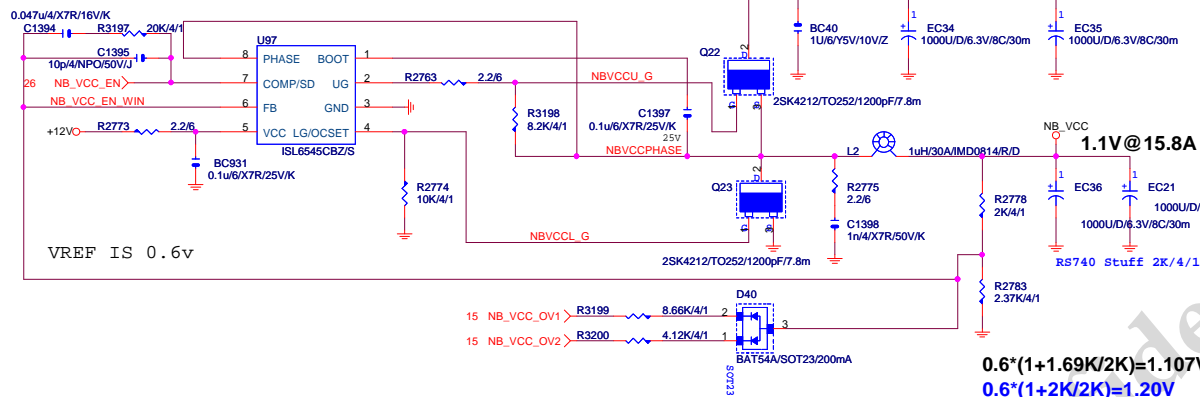 0.047u/4/X7R/16V/K
C1394
R3197
20K/4/1
C1395
10p/4/NPO/50V/J
26 NB_VCC_EN
NB_VCC_EN_WIN
+12V
R2773
2.2/6
BC931
0.1u/6/X7R/25V/K
U97
8 PHASE BOOT 1
7 COMP/SD UG 2
6 FB GND 3
5 VCC LG/OCSET 4
ISL6545CBZ/S
R2763
2.2/6
NBVCCU_G
R3198
8.2K/4/1
C1397
0.1u/6/X7R/25V/K
25V
NBVCCPHASE
R2774
10K/4/1
NBVCCL_G
BC40
1U/6/Y5V/10V/Z
1
EC34
1000U/D/6.3V/8C/30m
1
EC35
1000U/D/6.3V/8C/30m
Q22
2
2SK4212/TO252/1200pF/7.8m
Q23
2
2SK4212/TO252/1200pF/7.8m
L2
1uH/30A/IMD0814/R/D
R2775
2.2/6
C1398
1n/4/X7R/50V/K
NB_VCC
1.1V@15.8A
R2778
2K/4/1
1
EC36
1
EC21
1000U/D/
1000U/D/6.3V/8C/30m
RS740 Stuff 2K/4/1
R2783
2.37K/4/1
VREF IS 0.6v
15 NB_VCC_OV1
R3199
8.66K/4/1
15 NB_VCC_OV2
R3200
4.12K/4/1
D40
2
1
3
BAT54A/SOT23/200mA
SOT23
0.6*(1+1.69K/2K)=1.107V
0.6*(1+2K/2K)=1.20V